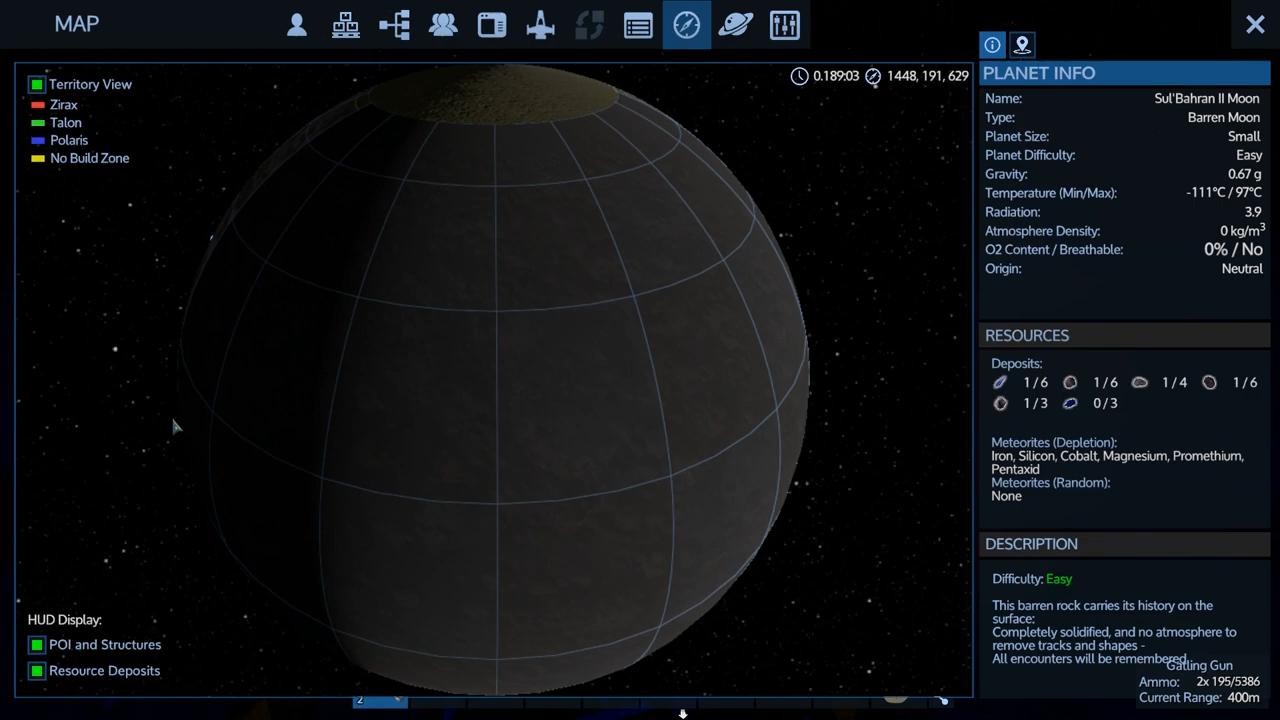 MAP
0.189:03 1448, 191, 629
Territory View
Zirax
Talon
Polaris
No Build Zone
HUD Display:
POI and Structures
Resource Deposits
2
PLANET INFO
Name: Sul'Bahran II Moon
Type: Barren Moon
Planet Size: Small
Planet Difficulty: Easy
Gravity: 0.67 g
Temperature (Min/Max): -111°C / 97°C
Radiation: 3.9
Atmosphere Density: 0 kg/m³
O2 Content / Breathable: 0% / No
Origin: Neutral
RESOURCES
Deposits:
1/6 1/6 1/4 1/6
1/3 0/3
Meteorites (Depletion):
Iron, Silicon, Cobalt, Magnesium, Promethium,
Pentaxid
Meteorites (Random):
None
DESCRIPTION
Difficulty: Easy
This barren rock carries its history on the
surface:
Completely solidified, and no atmosphere to
remove tracks and shapes -
All encounters will be remembered
Gatling Gun
Ammo: 2x 195/5386
Current Range: 400m